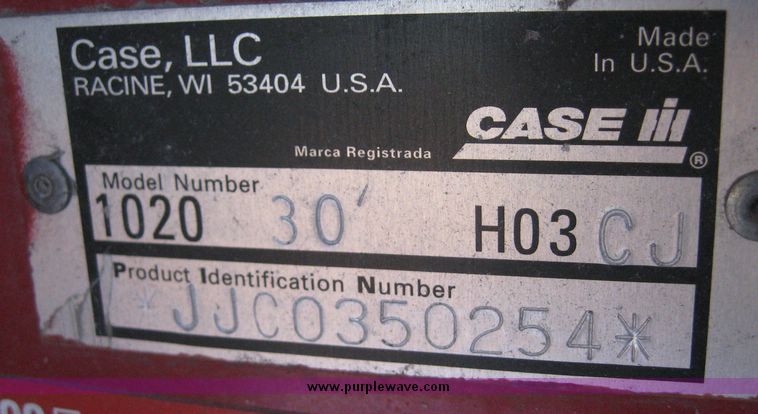 Case, LLC
RACINE, WI 53404 U.S.A.
Made
In U.S.A.
CASE IH
Marca Registrada
®
Model Number
1020 30' H03 CJ
Product Identification Number
*JJC0350254*
www.purplewave.com